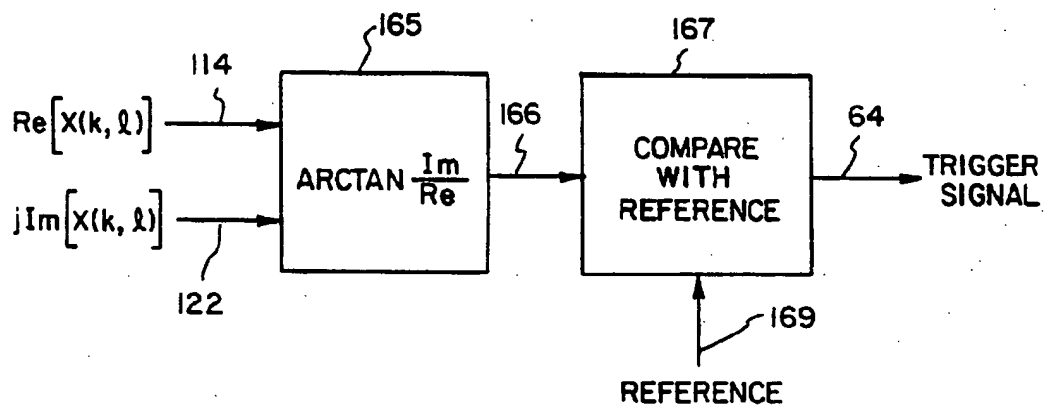 165
167
114
Re[X(k, ℓ)]
166
64
ARCTAN Im/Re
COMPARE
WITH
REFERENCE
TRIGGER
SIGNAL
jIm[X(k, ℓ)]
122
169
REFERENCE